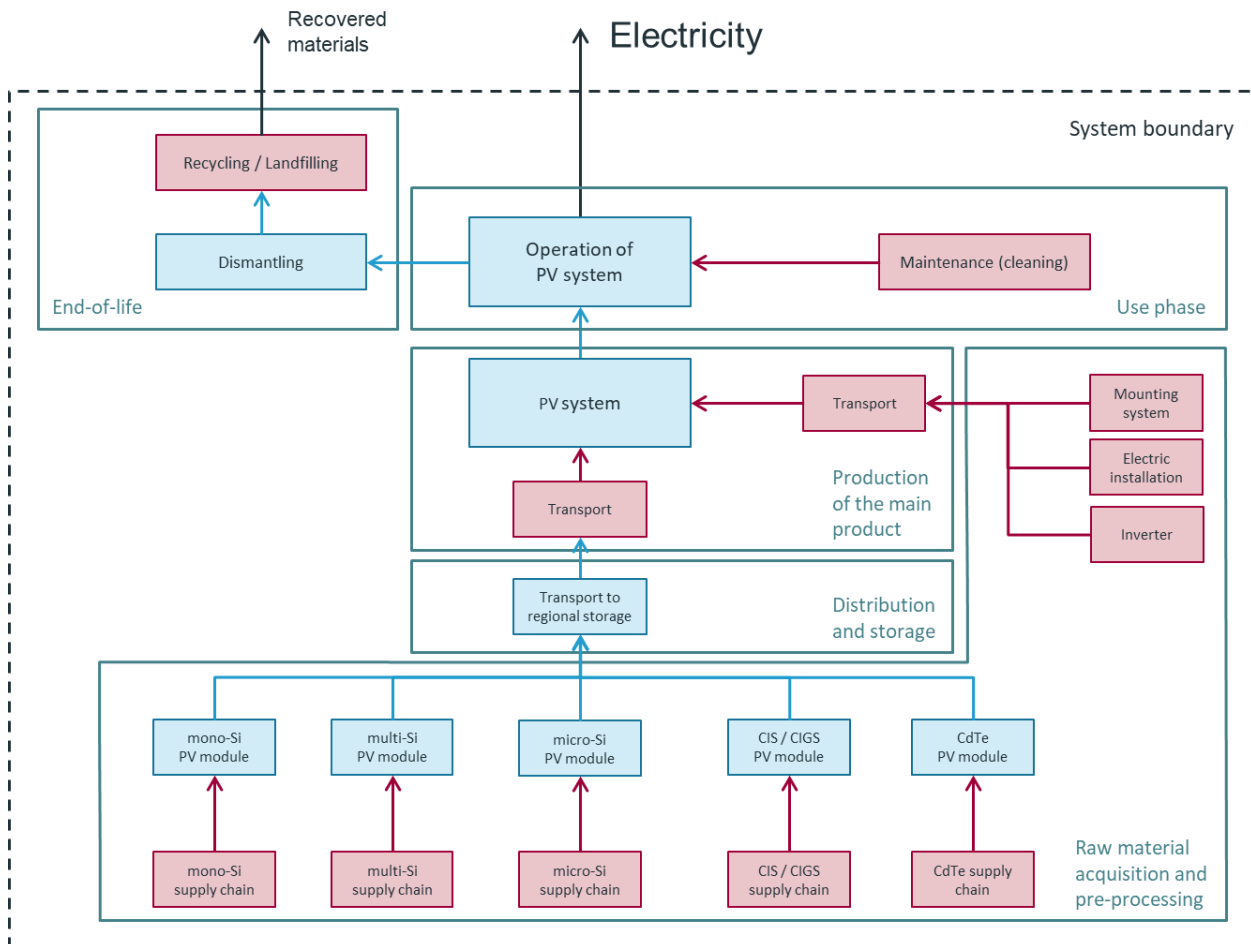 Recovered
materials
Electricity
System boundary
Recycling / Landfilling
Dismantling
End-of-life
Operation of
PV system
Maintenance (cleaning)
Use phase
PV system
Transport
Mounting
system
Electric
installation
Inverter
Transport
Production
of the main
product
Transport to
regional storage
Distribution
and storage
mono-Si
PV module
multi-Si
PV module
micro-Si
PV module
CIS / CIGS
PV module
CdTe
PV module
mono-Si
supply chain
multi-Si
supply chain
micro-Si
supply chain
CIS / CIGS
supply chain
CdTe supply
chain
Raw material
acquisition and
pre-processing